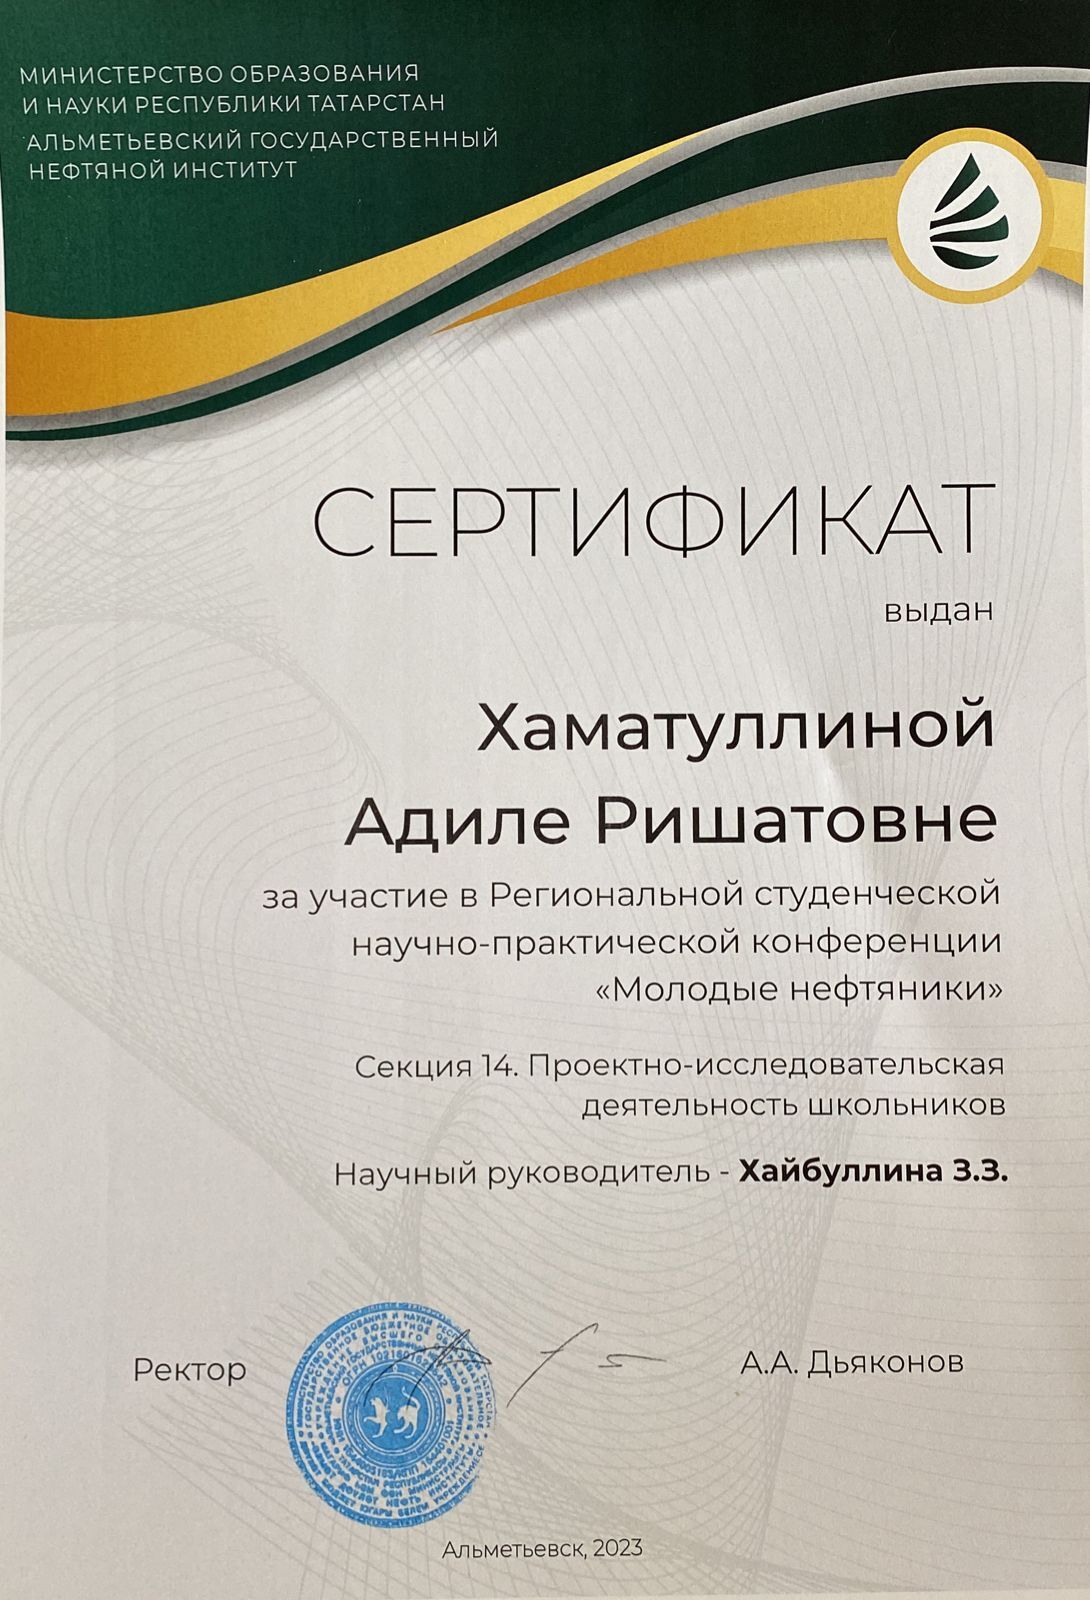 МИНИСТЕРСТВО ОБРАЗОВАНИЯ
И НАУКИ РЕСПУБЛИКИ ТАТАРСТАН
АЛЬМЕТЬЕВСКИЙ ГОСУДАРСТВЕННЫЙ
НЕФТЯНОЙ ИНСТИТУТ
СЕРТИФИКАТ
выдан
Хаматуллиной
Адиле Ришатовне
за участие в Региональной студенческой
научно-практической конференции
«Молодые нефтяники»
Секция 14. Проектно-исследовательская
деятельность школьников
Научный руководитель - Хайбуллина З.З.
Ректор
А.А. Дьяконов
Альметьевск, 2023